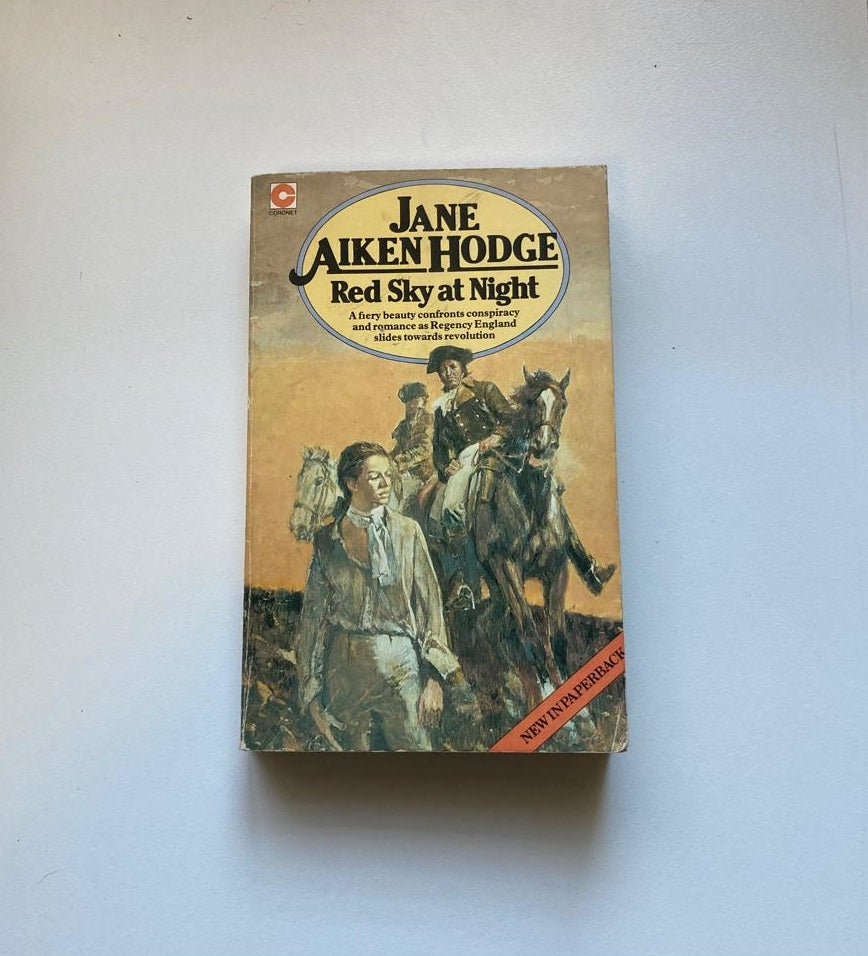 CORONET
JANE
AIKEN HODGE
Red Sky at Night
A fiery beauty confronts conspiracy
and romance as Regency England
slides towards revolution
NEW IN PAPERBACK